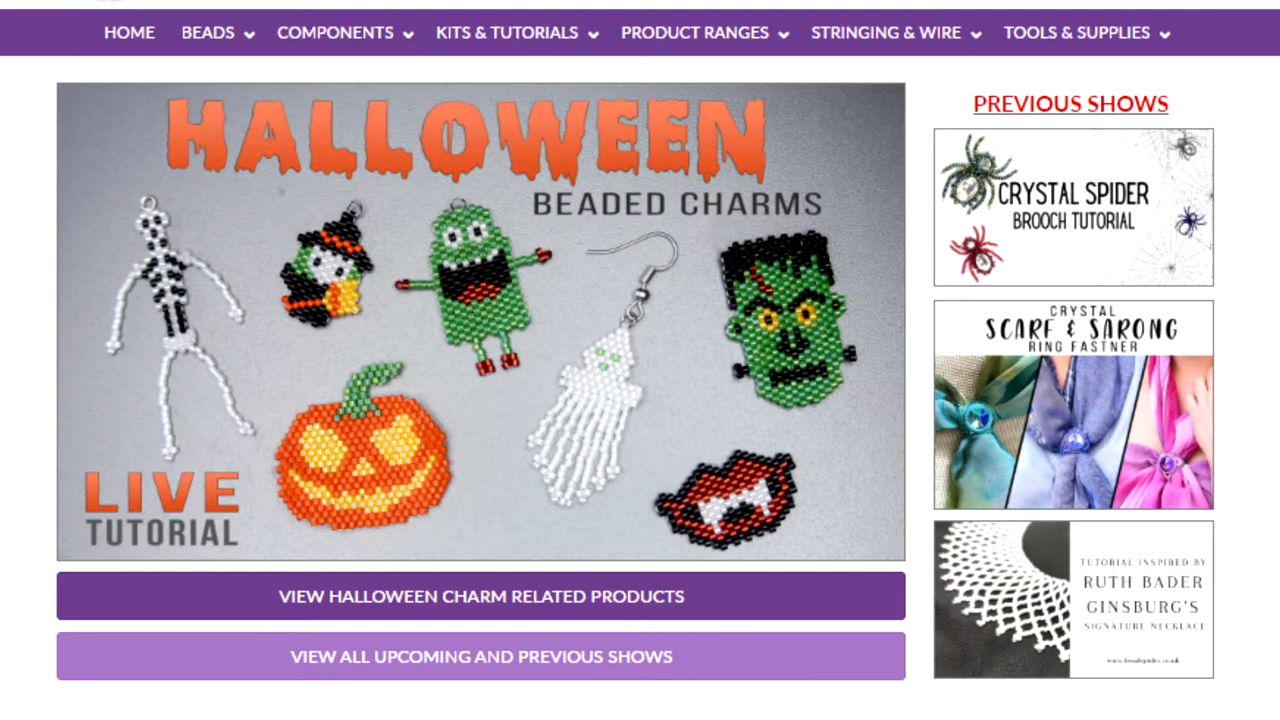 HOME BEADS COMPONENTS KITS & TUTORIALS PRODUCT RANGES STRINGING & WIRE TOOLS & SUPPLIES
HALLOWEEN
BEADED CHARMS
LIVE
TUTORIAL
VIEW HALLOWEEN CHARM RELATED PRODUCTS
VIEW ALL UPCOMING AND PREVIOUS SHOWS
PREVIOUS SHOWS
CRYSTAL SPIDER
BROOCH TUTORIAL
CRYSTAL
SCARF & SARONG
RING FASTNER
TUTORIAL INSPIRED BY
RUTH BADER
GINSBURG'S
SIGNATURE NECKLACE